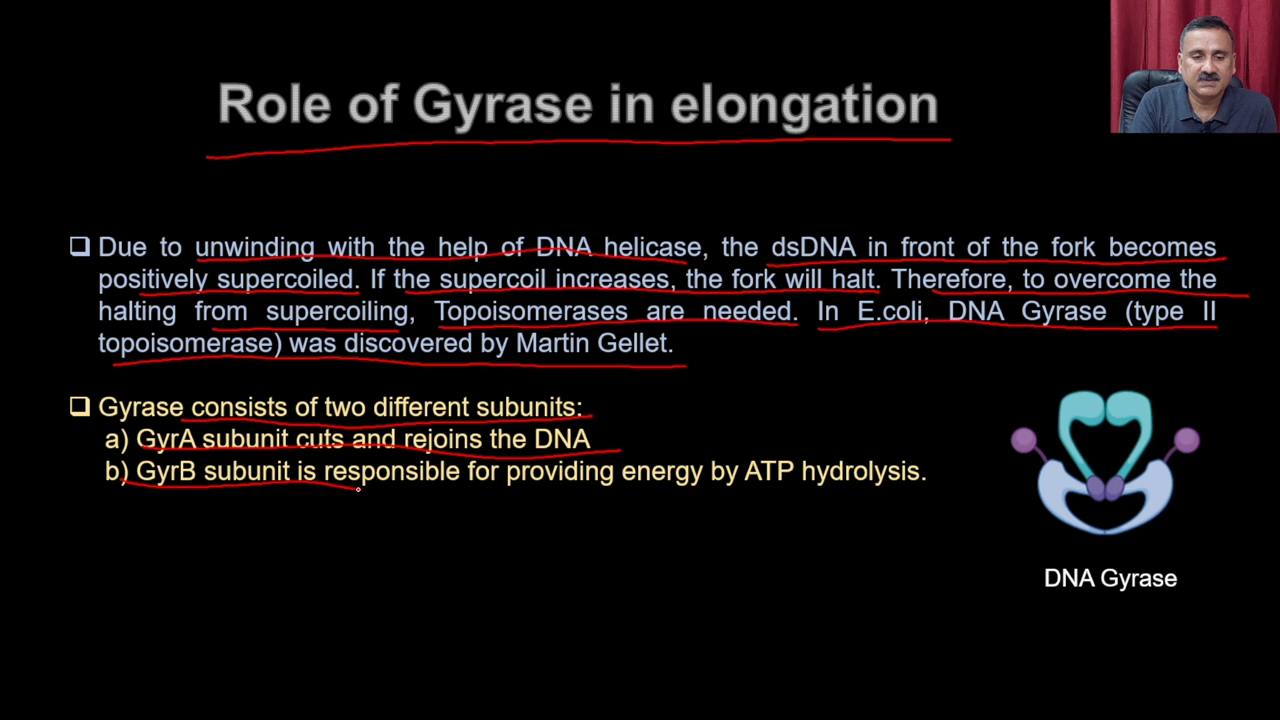 Role of Gyrase in elongation
Due to unwinding with the help of DNA helicase, the dsDNA in front of the fork becomes
positively supercoiled. If the supercoil increases, the fork will halt. Therefore, to overcome the
halting from supercoiling, Topoisomerases are needed. In E.coli, DNA Gyrase (type II
topoisomerase) was discovered by Martin Gellet.
Gyrase consists of two different subunits:
a) GyrA subunit cuts and rejoins the DNA
b) GyrB subunit is responsible for providing energy by ATP hydrolysis.
DNA Gyrase